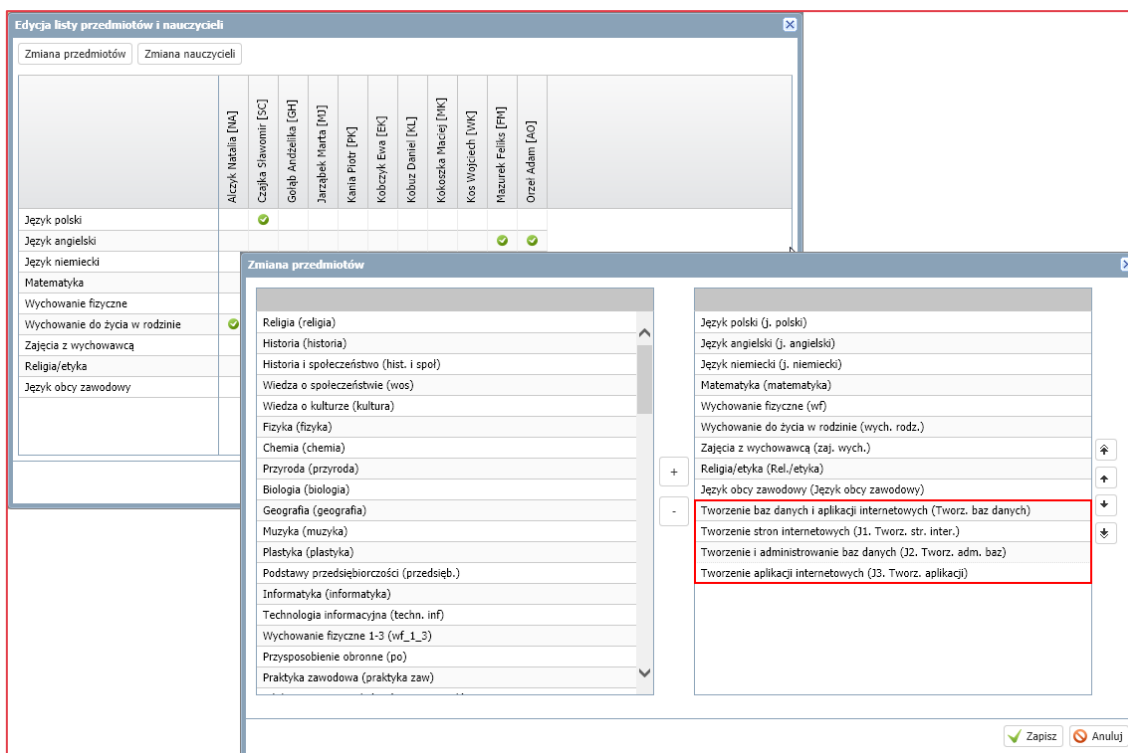 Edycja listy przedmiotów i nauczycieli
Zmiana przedmiotów Zmiana nauczycieli
Alczyk Natalia [NA]
Czajka Sławomir [SC]
Gołąb Andżelika [GH]
Jarząbek Marta [MJ]
Kania Piotr [PK]
Kobczyk Ewa [EK]
Kobuz Daniel [KL]
Kokoszka Maciej [MK]
Kos Wojciech [WK]
Mazurek Feliks [FM]
Orzeł Adam [AO]
Język polski
Język angielski
Język niemiecki
Matematyka
Wychowanie fizyczne
Wychowanie do życia w rodzinie
Zajęcia z wychowawcą
Religia/etyka
Język obcy zawodowy
Zmiana przedmiotów
Religia (religia)
Historia (historia)
Historia i społeczeństwo (hist. i społ)
Wiedza o społeczeństwie (wos)
Wiedza o kulturze (kultura)
Fizyka (fizyka)
Chemia (chemia)
Przyroda (przyroda)
Biologia (biologia)
Geografia (geografia)
Muzyka (muzyka)
Plastyka (plastyka)
Podstawy przedsiębiorczości (przedsięb.)
Informatyka (informatyka)
Technologia informacyjna (techn. inf)
Wychowanie fizyczne 1-3 (wf_1_3)
Przysposobienie obronne (po)
Praktyka zawodowa (praktyka zaw)
+
-
Język polski (j. polski)
Język angielski (j. angielski)
Język niemiecki (j. niemiecki)
Matematyka (matematyka)
Wychowanie fizyczne (wf)
Wychowanie do życia w rodzinie (wych. rodz.)
Zajęcia z wychowawcą (zaj. wych.)
Religia/etyka (Rel./etyka)
Język obcy zawodowy (Język obcy zawodowy)
Tworzenie baz danych i aplikacji internetowych (Tworz. baz danych)
Tworzenie stron internetowych (J1. Tworz. str. inter.)
Tworzenie i administrowanie baz danych (J2. Tworz. adm. baz)
Tworzenie aplikacji internetowych (J3. Tworz. aplikacji)
Zapisz Anuluj